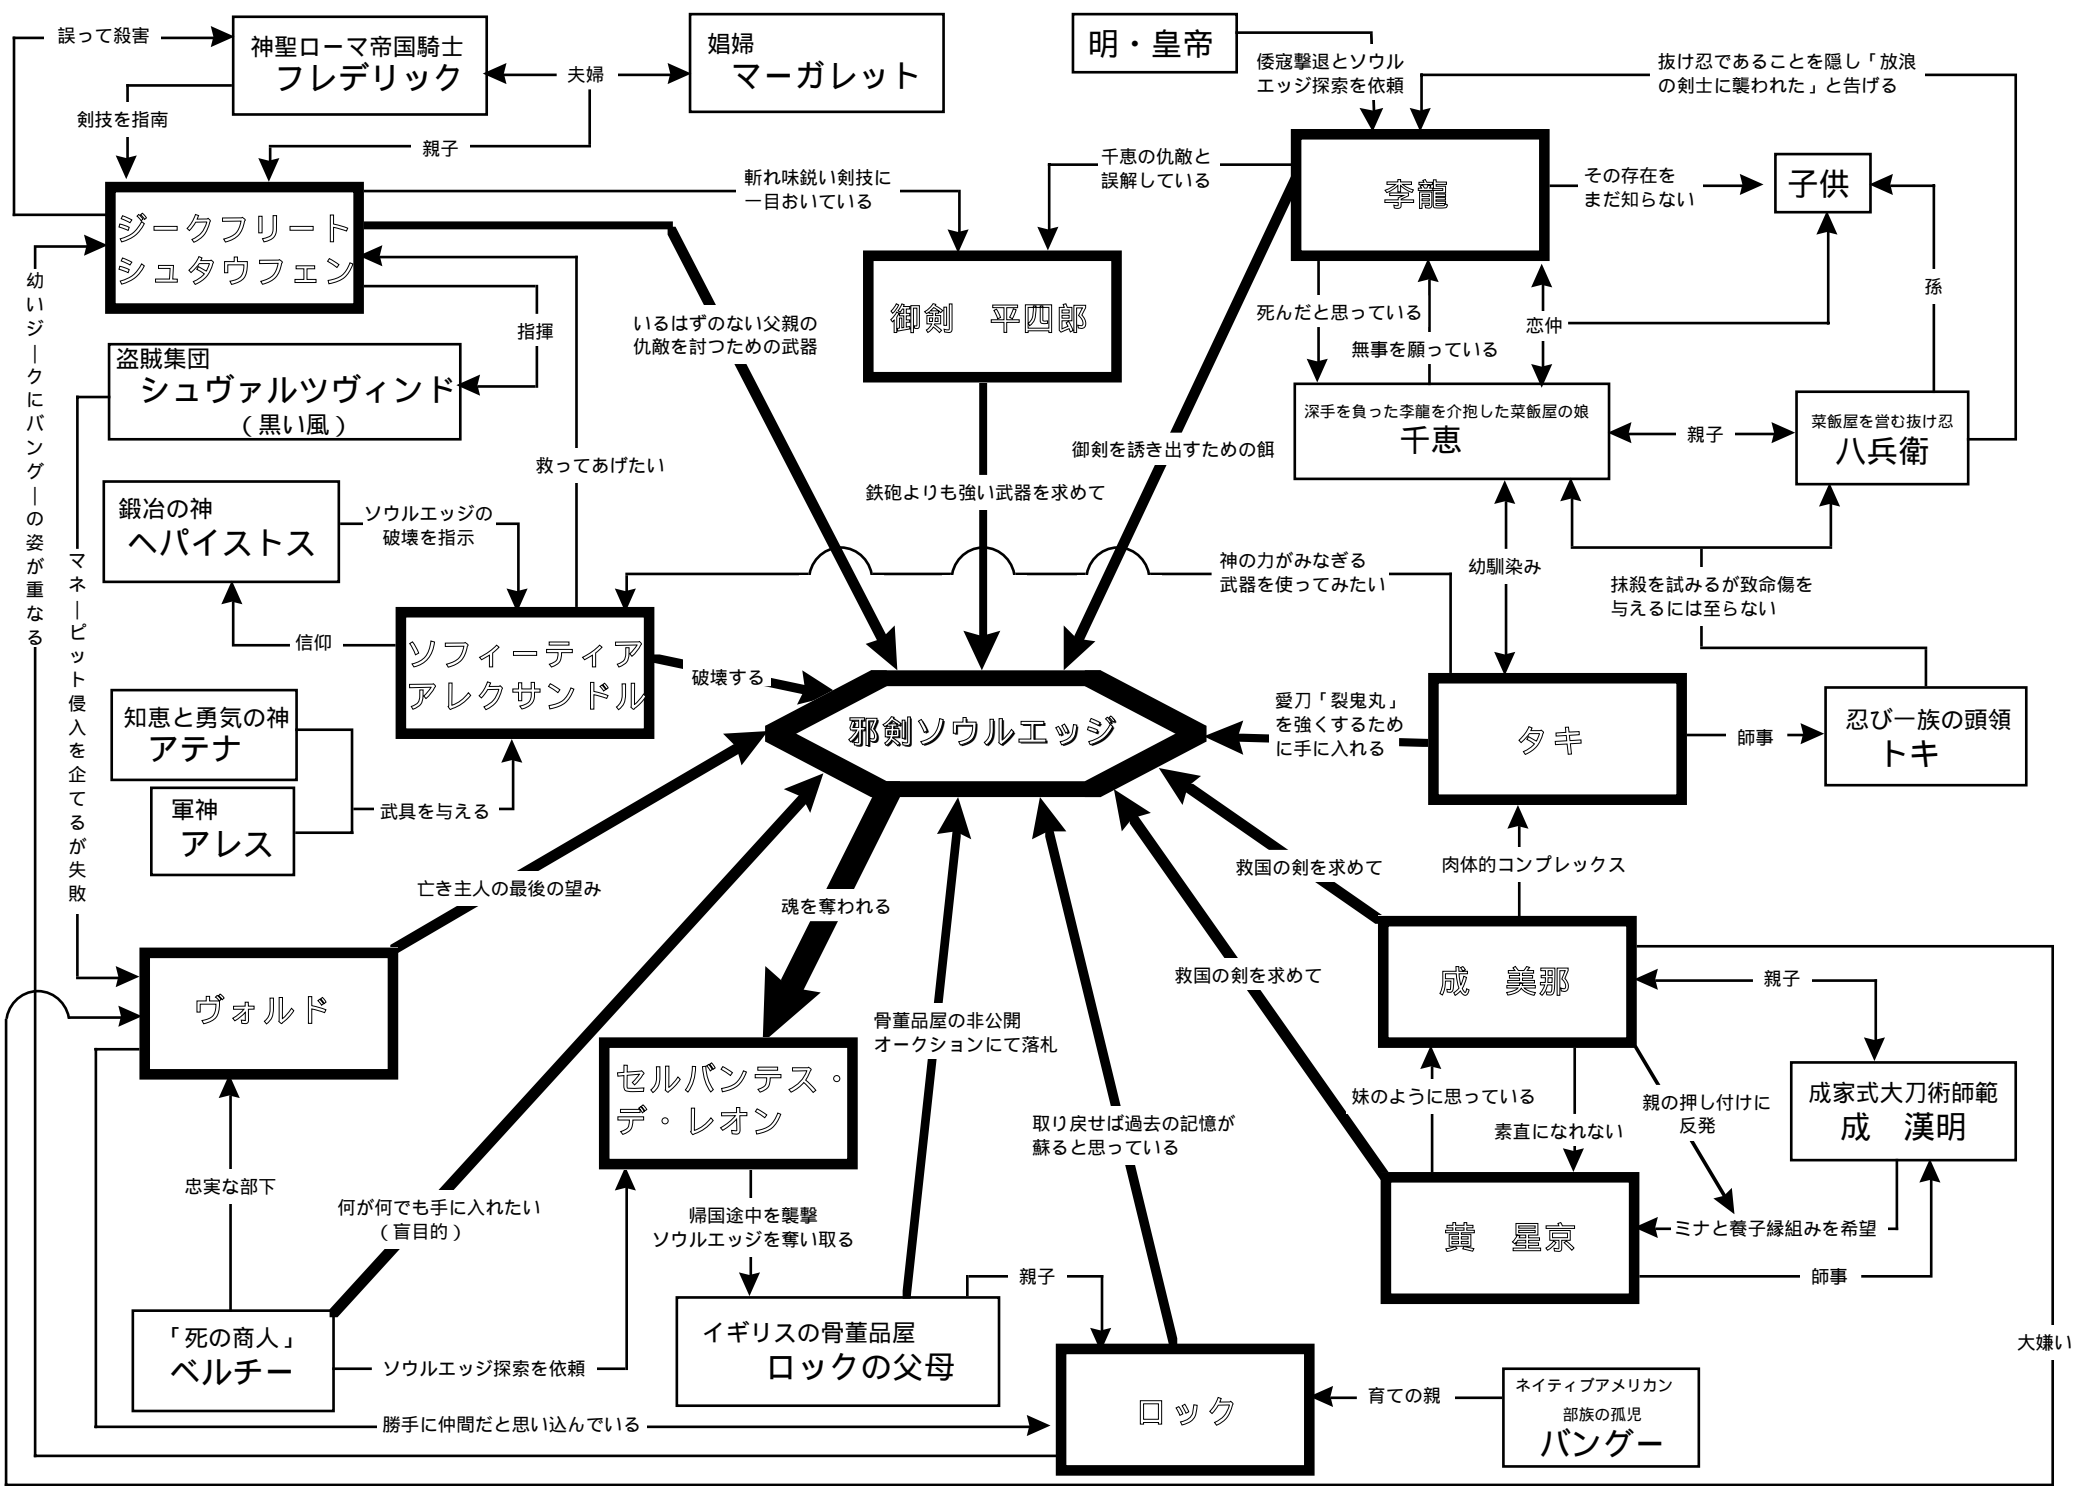 誤って殺害
神聖ローマ帝国騎士
フレデリック
夫婦
娼婦
マーガレット
明・皇帝
倭寇撃退とソウル
エッジ探索を依頼
抜け忍であることを隠し「放浪
の剣士に襲われた」と告げる
剣技を指南
親子
千恵の仇敵と
誤解している
斬れ味鋭い剣技に
一目おいている
李龍
その存在を
まだ知らない
子供
ジークフリート
シュタウフェン
御剣　平四郎
孫
死んだと思っている
無事を願っている
恋仲
指揮
いるはずのない父親の
仇敵を討つための武器
盗賊集団
シュヴァルツヴィンド
（黒い風）
深手を負った李龍を介抱した菜飯屋の娘
千恵
親子
菜飯屋を営む抜け忍
八兵衛
幼いジークにバングーの姿が重なる
マネーピット侵入を企てるが失敗
救ってあげたい
御剣を誘き出すための餌
鉄砲よりも強い武器を求めて
鍛冶の神
ヘパイストス
ソウルエッジの
破壊を指示
神の力がみなぎる
武器を使ってみたい
幼馴染み
抹殺を試みるが致命傷を
与えるには至らない
信仰
ソフィーティア
アレクサンドル
破壊する
邪剣ソウルエッジ
愛刀「裂鬼丸」
を強くするため
に手に入れる
タキ
師事
忍び一族の頭領
トキ
知恵と勇気の神
アテナ
軍神
アレス
武具を与える
亡き主人の最後の望み
魂を奪われる
救国の剣を求めて
肉体的コンプレックス
救国の剣を求めて
成　美那
親子
ヴォルド
骨董品屋の非公開
オークションにて落札
セルバンテス・
デ・レオン
取り戻せば過去の記憶が
蘇ると思っている
妹のように思っている
素直になれない
親の押し付けに
反発
成家式大刀術師範
成　漢明
忠実な部下
何が何でも手に入れたい
（盲目的）
帰国途中を襲撃
ソウルエッジを奪い取る
黄　星京
ミナと養子縁組みを希望
師事
親子
「死の商人」
ベルチー
ソウルエッジ探索を依頼
イギリスの骨董品屋
ロックの父母
大嫌い
ロック
育ての親
ネイティブアメリカン
部族の孤児
バングー
勝手に仲間だと思い込んでいる